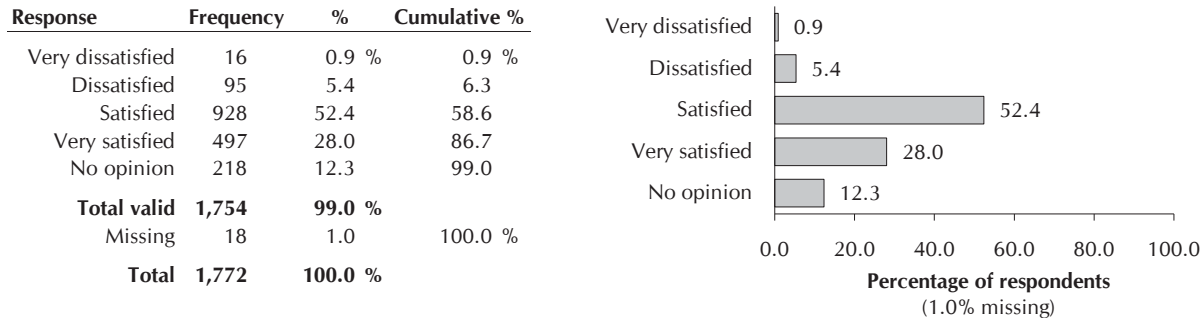 Response Frequency % Cumulative %
Very dissatisfied 16 0.9 % 0.9 %
Dissatisfied 95 5.4 6.3
Satisfied 928 52.4 58.6
Very satisfied 497 28.0 86.7
No opinion 218 12.3 99.0
Total valid 1,754 99.0 %
Missing 18 1.0 100.0 %
Total 1,772 100.0 %
Very dissatisfied 0.9
Dissatisfied 5.4
Satisfied 52.4
Very satisfied 28.0
No opinion 12.3
0.0 20.0 40.0 60.0 80.0 100.0
Percentage of respondents
(1.0% missing)